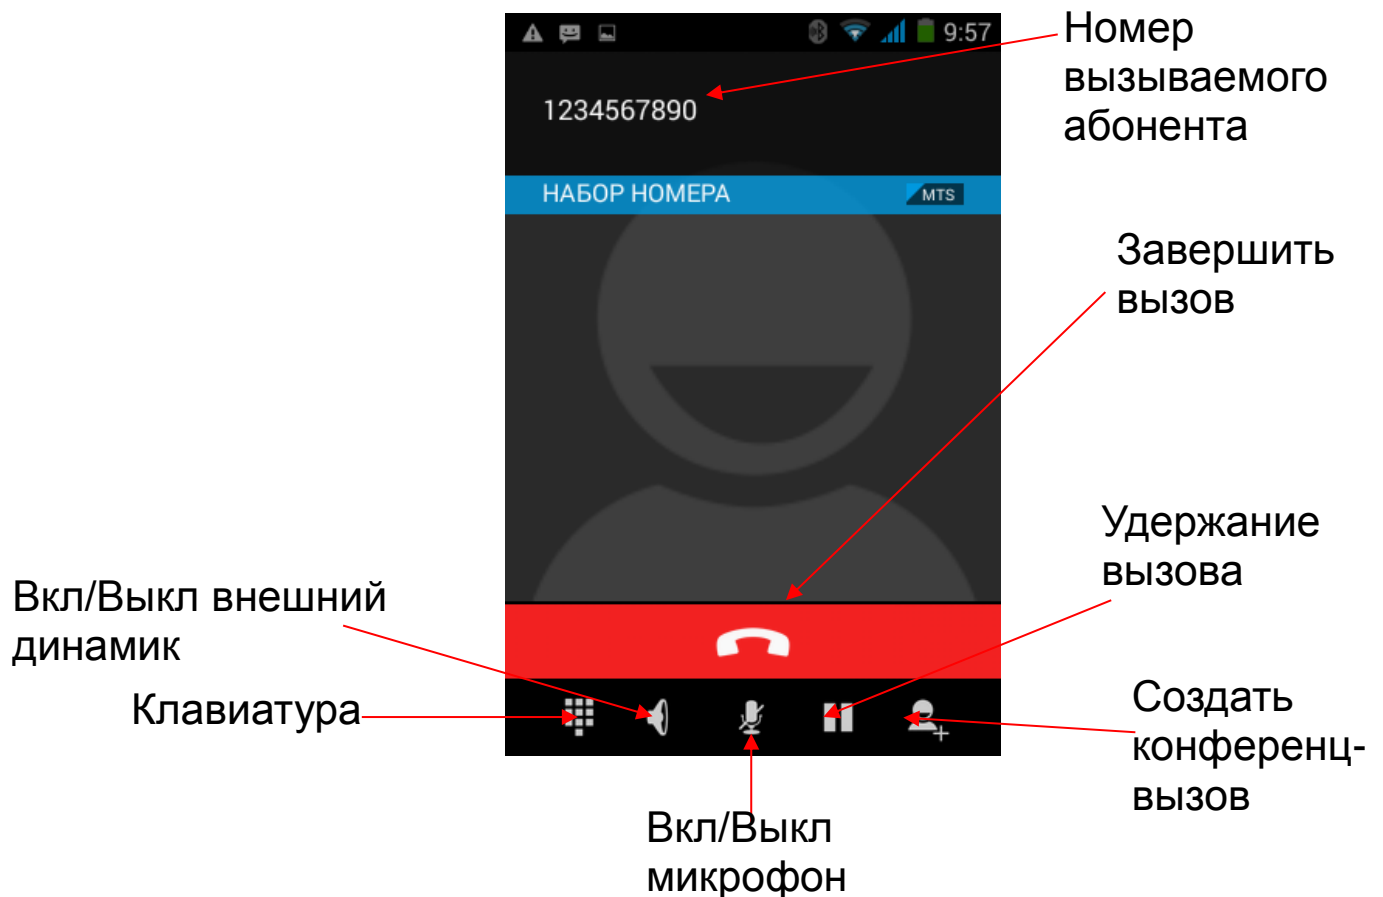 9:57
Номер
вызываемого
абонента
1234567890
НАБОР НОМЕРА
MTS
Завершить
вызов
Удержание
вызова
Вкл/Выкл внешний
динамик
Клавиатура
Создать
конференц-
вызов
Вкл/Выкл
микрофон